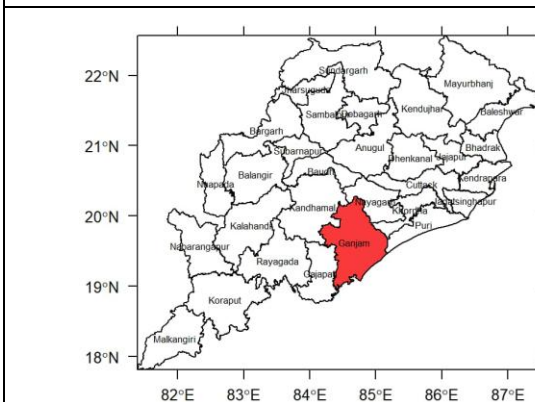 22°N
21°N
20°N
19°N
18°N
Sundargarh
Mayurbhanj
Jharsuguda
Kendujhar
Sambalpur Debagarh
Baleshwar
Bargarh
Anugul
Bhadrak
Subarnapur
Dhenkanal Jajapur
Baudh
Kendrapara
Balangir
Cuttack
Nuapada
Jagatsinghapur
Nayagarh
Kandhamal
Khordha
Puri
Kalahandi
Ganjam
Nabarangapur
Rayagada
Gajapati
Koraput
Malkangiri
82°E 83°E 84°E 85°E 86°E 87°E